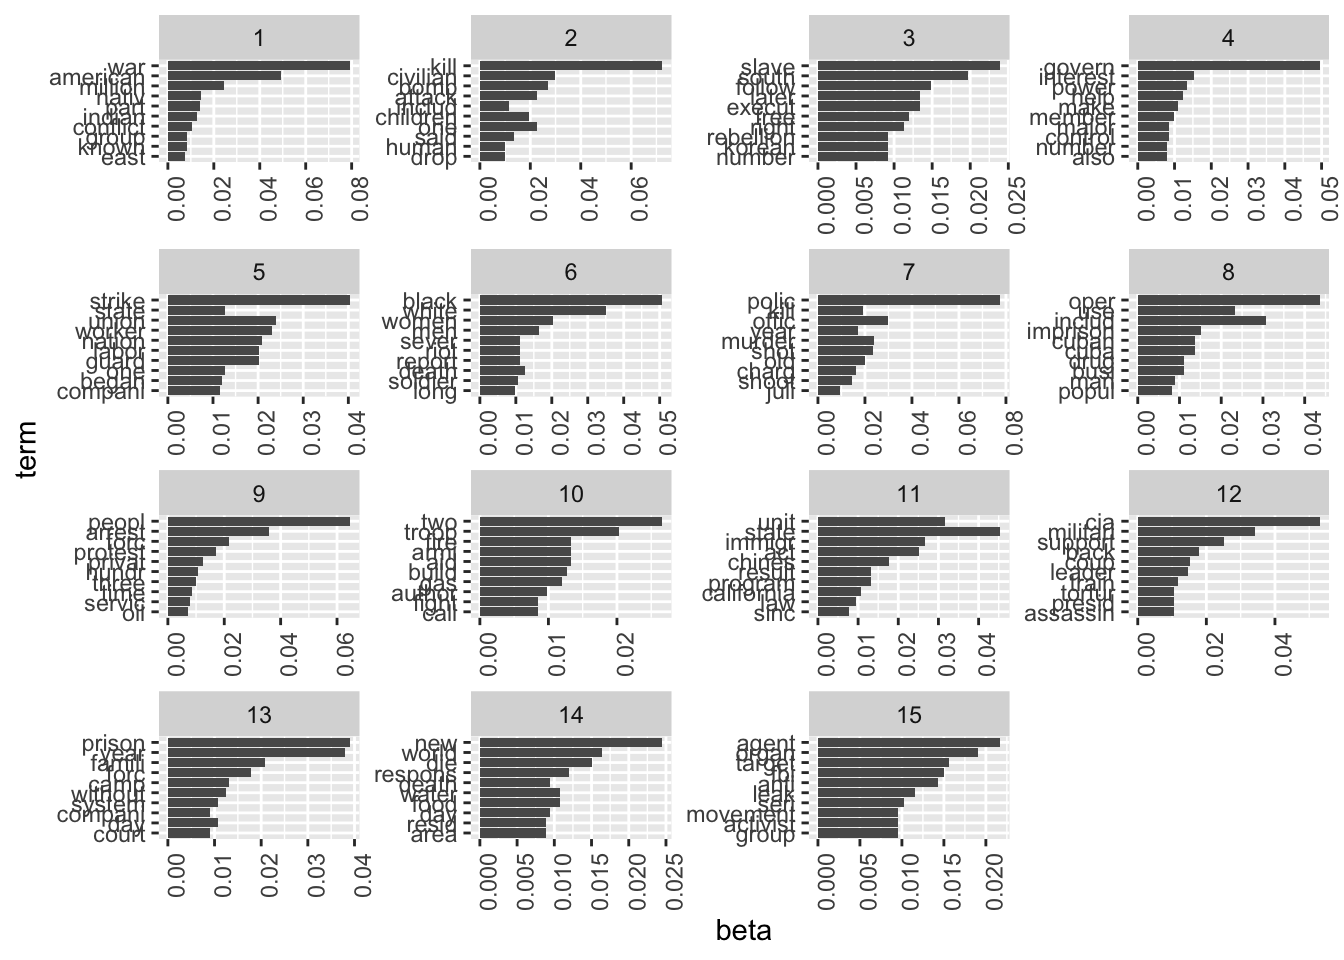 1
war
american
million
nativ
part
indian
conflict
group
known
east
0.00 0.02 0.04 0.06 0.08
2
kill
civilian
bomb
attack
includ
children
one
said
human
drop
0.00 0.02 0.04 0.06
3
slave
south
follow
later
execut
free
right
rebellion
korean
number
0.000 0.005 0.010 0.015 0.020 0.025
4
govern
interest
power
help
make
member
major
control
number
also
0.00 0.01 0.02 0.03 0.04 0.05
5
strike
state
union
worker
nation
labor
guard
one
began
compani
0.00 0.01 0.02 0.03 0.04
6
black
white
women
men
sever
riot
report
death
soldier
long
0.00 0.01 0.02 0.03 0.04 0.05
7
polic
kill
offic
year
murder
shot
old
charg
shoot
juli
0.00 0.02 0.04 0.06 0.08
8
oper
use
includ
imprison
cuban
cuba
drug
busi
man
popul
0.00 0.01 0.02 0.03 0.04
term
9
peopl
arrest
forc
protest
privat
hundr
three
time
servic
oil
0.00 0.02 0.04 0.06
10
two
troop
fire
armi
aid
build
gas
author
fight
call
0.00 0.01 0.02
11
unit
state
immigr
act
chines
result
program
california
law
sinc
0.00 0.01 0.02 0.03 0.04
12
cia
militari
support
back
coup
leader
train
tortur
presid
assassin
0.00 0.02 0.04
13
prison
year
famili
forc
camp
without
system
compani
day
court
0.00 0.01 0.02 0.03 0.04
14
new
world
die
respons
death
water
food
day
resid
area
0.000 0.005 0.010 0.015 0.020 0.025
15
agent
organ
target
fbi
anti
leak
sent
movement
activist
group
0.000 0.005 0.010 0.015 0.020
beta